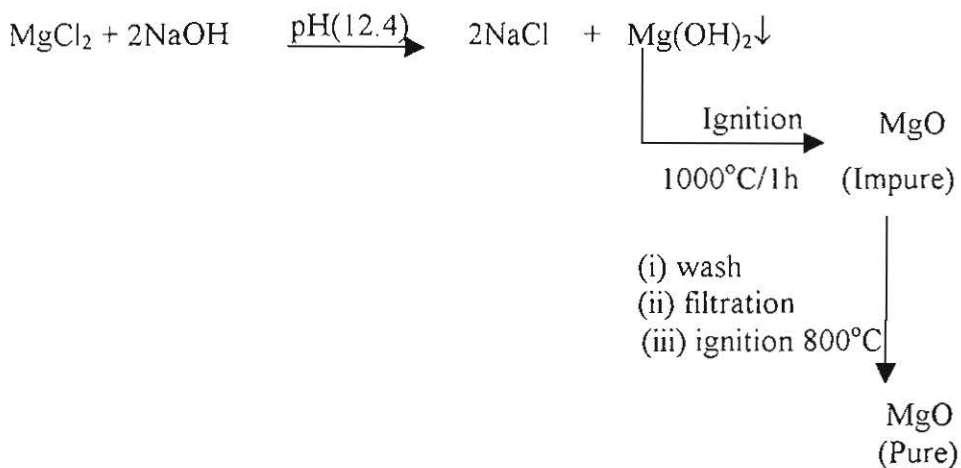 MgCl₂ + 2NaOH pH(12.4) 2NaCl + Mg(OH)₂↓
Ignition MgO
1000°C/1h (Impure)
(i) wash
(ii) filtration
(iii) ignition 800°C
MgO
(Pure)